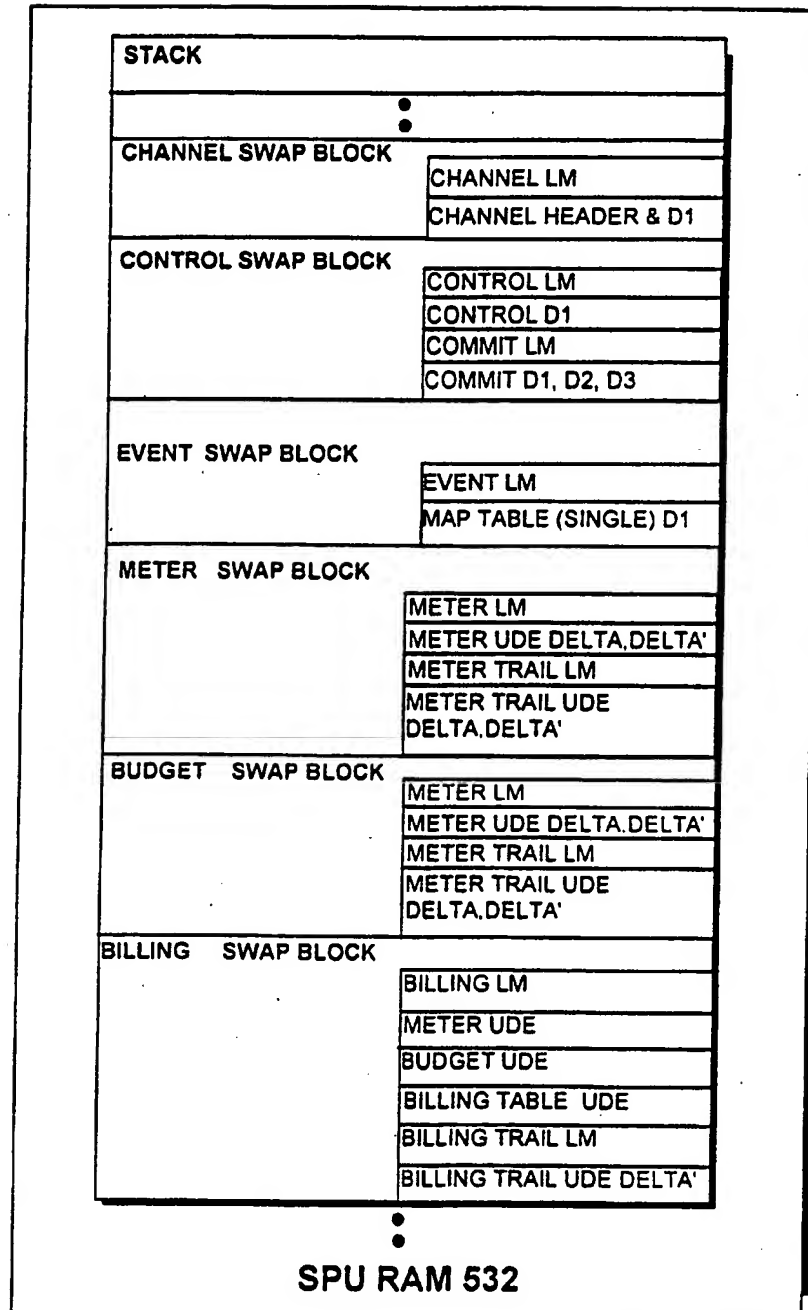 STACK
CHANNEL SWAP BLOCK
CHANNEL LM
CHANNEL HEADER & D1
CONTROL SWAP BLOCK
CONTROL LM
CONTROL D1
COMMIT LM
COMMIT D1, D2, D3
EVENT SWAP BLOCK
EVENT LM
MAP TABLE (SINGLE) D1
METER SWAP BLOCK
METER LM
METER UDE DELTA,DELTA'
METER TRAIL LM
METER TRAIL UDE
DELTA,DELTA'
BUDGET SWAP BLOCK
METER LM
METER UDE DELTA.DELTA'
METER TRAIL LM
METER TRAIL UDE
DELTA,DELTA'
BILLING SWAP BLOCK
BILLING LM
METER UDE
BUDGET UDE
BILLING TABLE UDE
BILLING TRAIL LM
BILLING TRAIL UDE DELTA'
SPU RAM 532